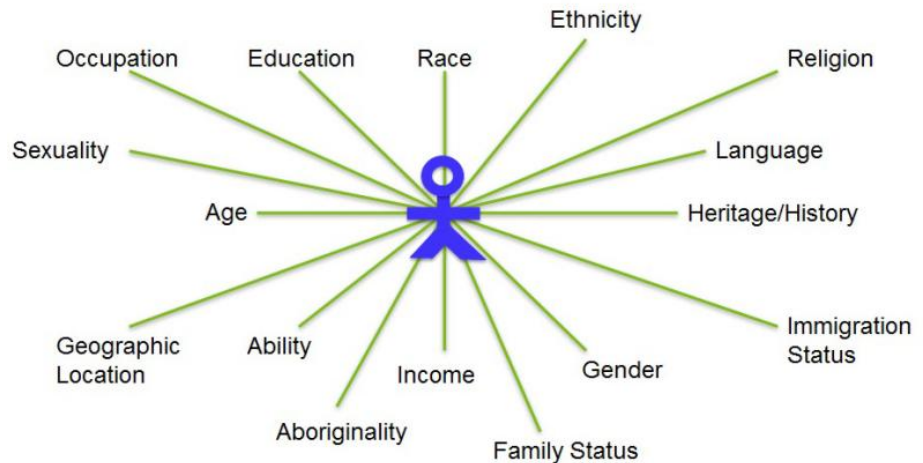 Ethnicity
Occupation
Education
Race
Religion
Sexuality
Language
Age
Heritage/History
Geographic
Location
Ability
Income
Gender
Immigration
Status
Aboriginality
Family Status